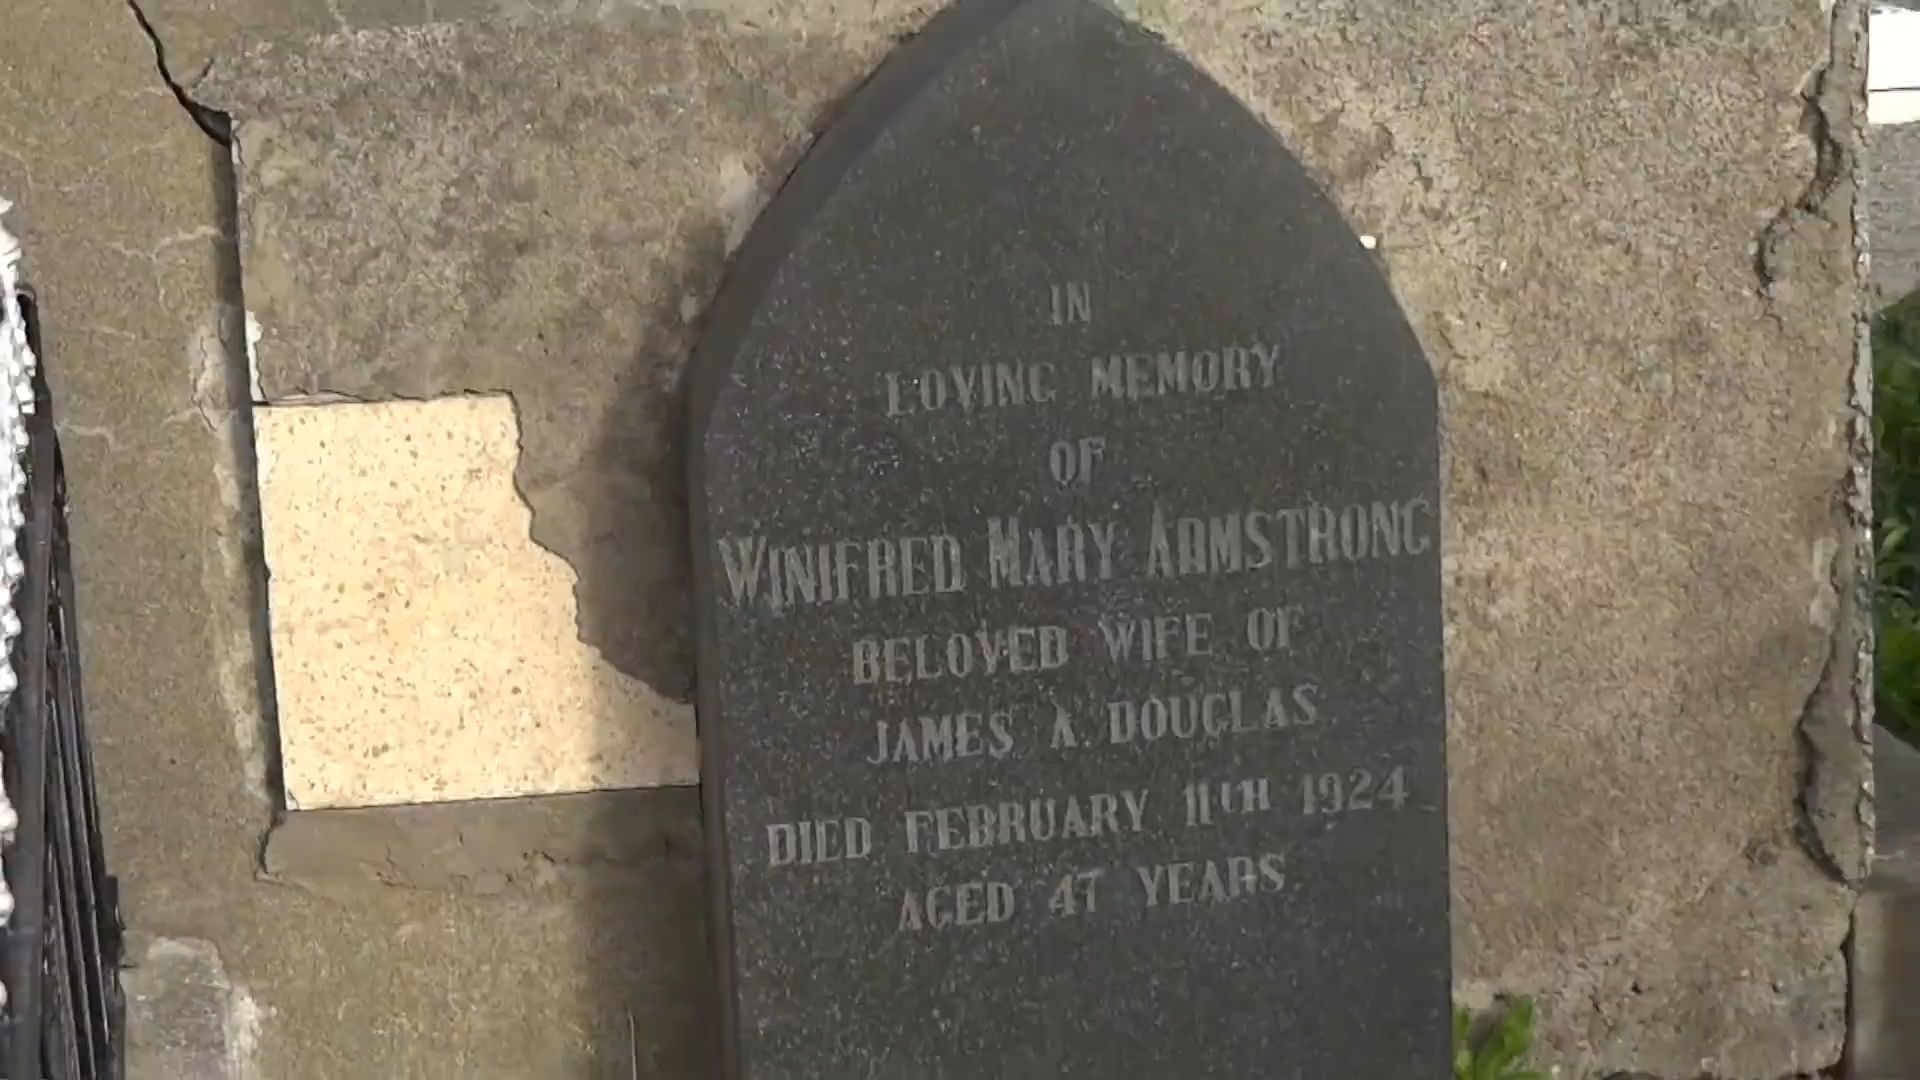 IN
LOVING MEMORY
OF
WINIFRED MARY ARMSTRONG
BELOVED WIFE OF
JAMES A. DOUGLAS
DIED FEBRUARY 11TH 1924
AGED 47 YEARS